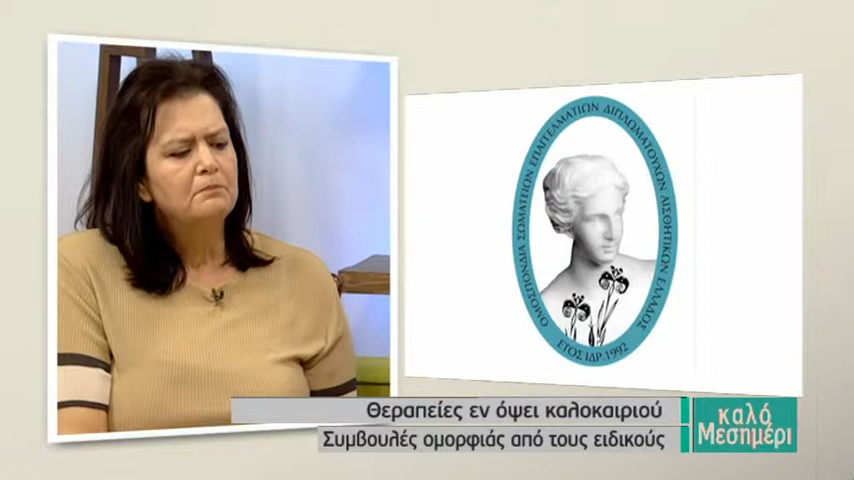 ΟΜΟΣΠΟΝΔΙΑ ΣΩΜΑΤΕΙΩΝ ΕΠΑΓΓΕΛΜΑΤΙΩΝ ΔΙΠΛΩΜΑΤΟΥΧΩΝ ΑΙΣΘΗΤΙΚΩΝ ΕΛΛΑΔΟΣ
ΕΤΟΣ ΙΔΡ. 1992
Θεραπείες εν όψει καλοκαιριού
Συμβουλές ομορφιάς από τους ειδικούς
καλό
Μεσημέρι